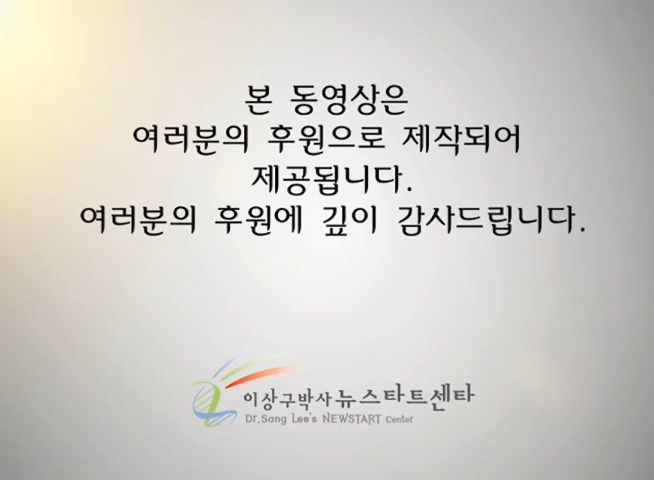 본 동영상은
여러분의 후원으로 제작되어
제공됩니다.
여러분의 후원에 깊이 감사드립니다.
이상구박사뉴스타트센타
Dr.Sang Lee's NEWSTART Center